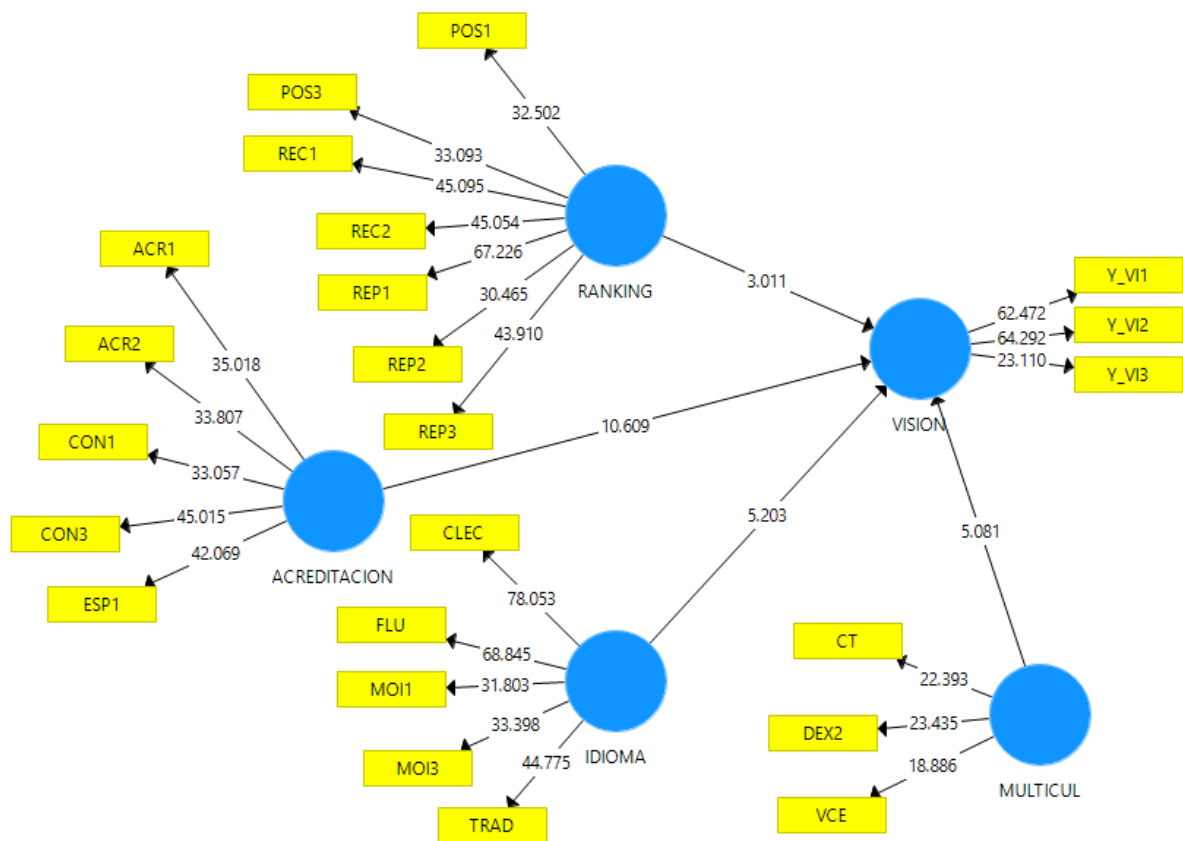 POS1
POS3
32.502
REC1
33.093
45.095
REC2
45.054
REP1
67.226
30.465
REP2
43.910
REP3
RANKING
3.011
ACR1
ACR2
35.018
CON1
33.807
33.057
CON3
45.015
ESP1
42.069
ACREDITACION
10.609
Y_VI1
62.472
Y_VI2
64.292
Y_VI3
23.110
VISION
CLEC
78.053
FLU
68.845
MOI1
31.803
MOI3
33.398
TRAD
44.775
IDIOMA
5.203
5.081
CT
22.393
DEX2
23.435
VCE
18.886
MULTICUL